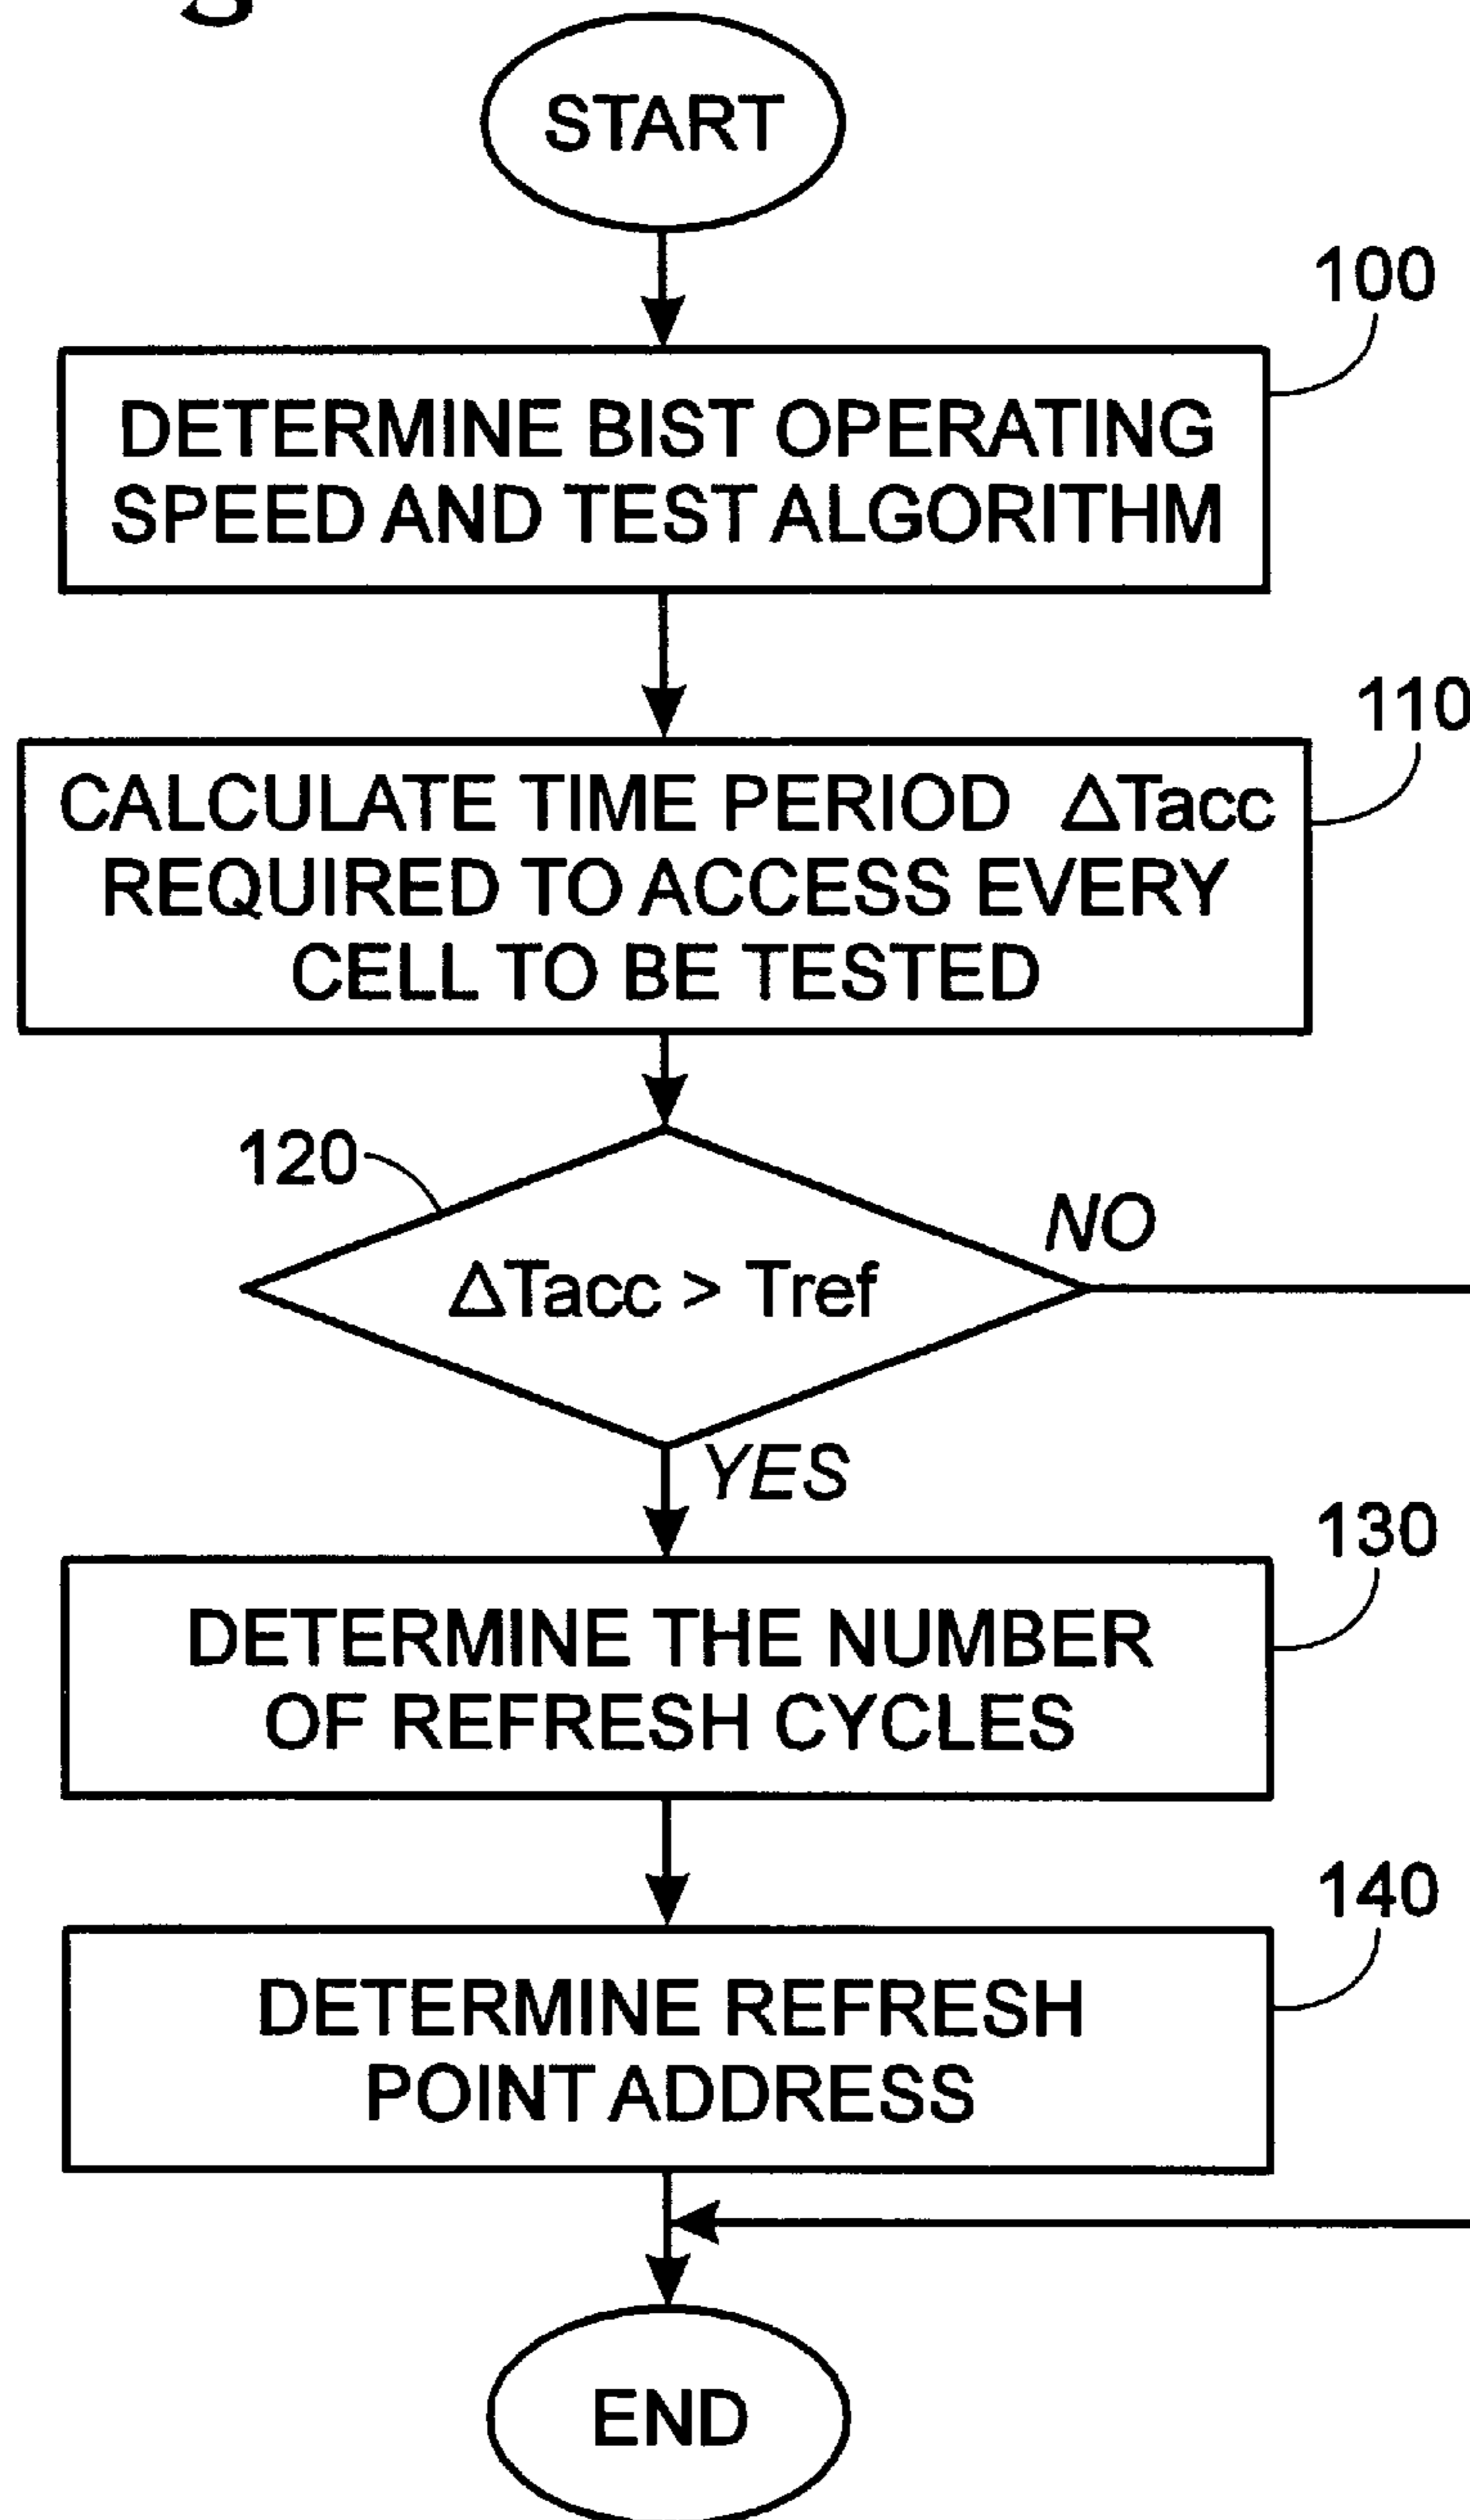 START
100
DETERMINE BIST OPERATING
SPEED AND TEST ALGORITHM
110
CALCULATE TIME PERIOD ΔTacc
REQUIRED TO ACCESS EVERY
CELL TO BE TESTED
120
NO
ΔTacc > Tref
YES
130
DETERMINE THE NUMBER
OF REFRESH CYCLES
140
DETERMINE REFRESH
POINT ADDRESS
END